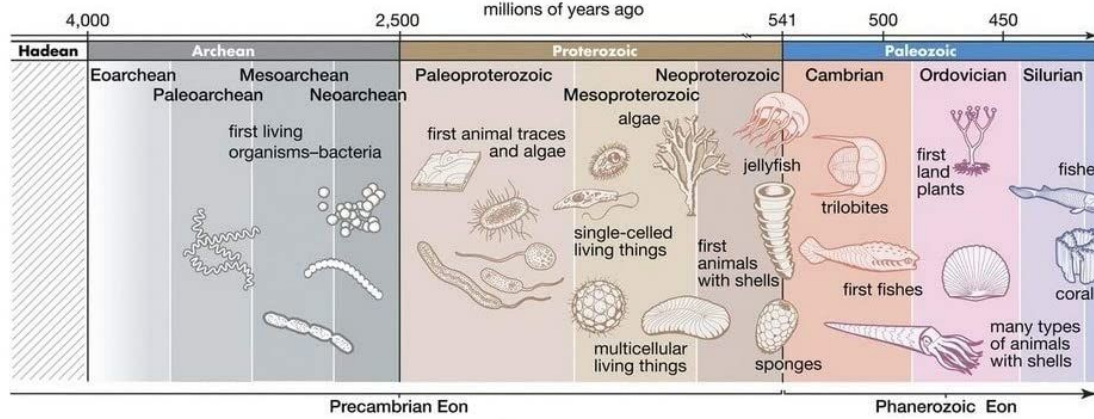 millions of years ago
4,000 2,500 541 500 450
Hadean Archean Proterozoic Paleozoic
Eoarchean Mesoarchean Paleoproterozoic Neoproterozoic Cambrian Ordovician Silurian
Paleoarchean Neoarchean Mesoproterozoic
first living
organisms–bacteria
first animal traces
and algae
algae
single-celled
living things
multicellular
living things
jellyfish
first
animals
with shells
sponges
trilobites
first fishes
first
land
plants
many types
of animals
with shells
fishe
coral
Precambrian Eon Phanerozoic Eon